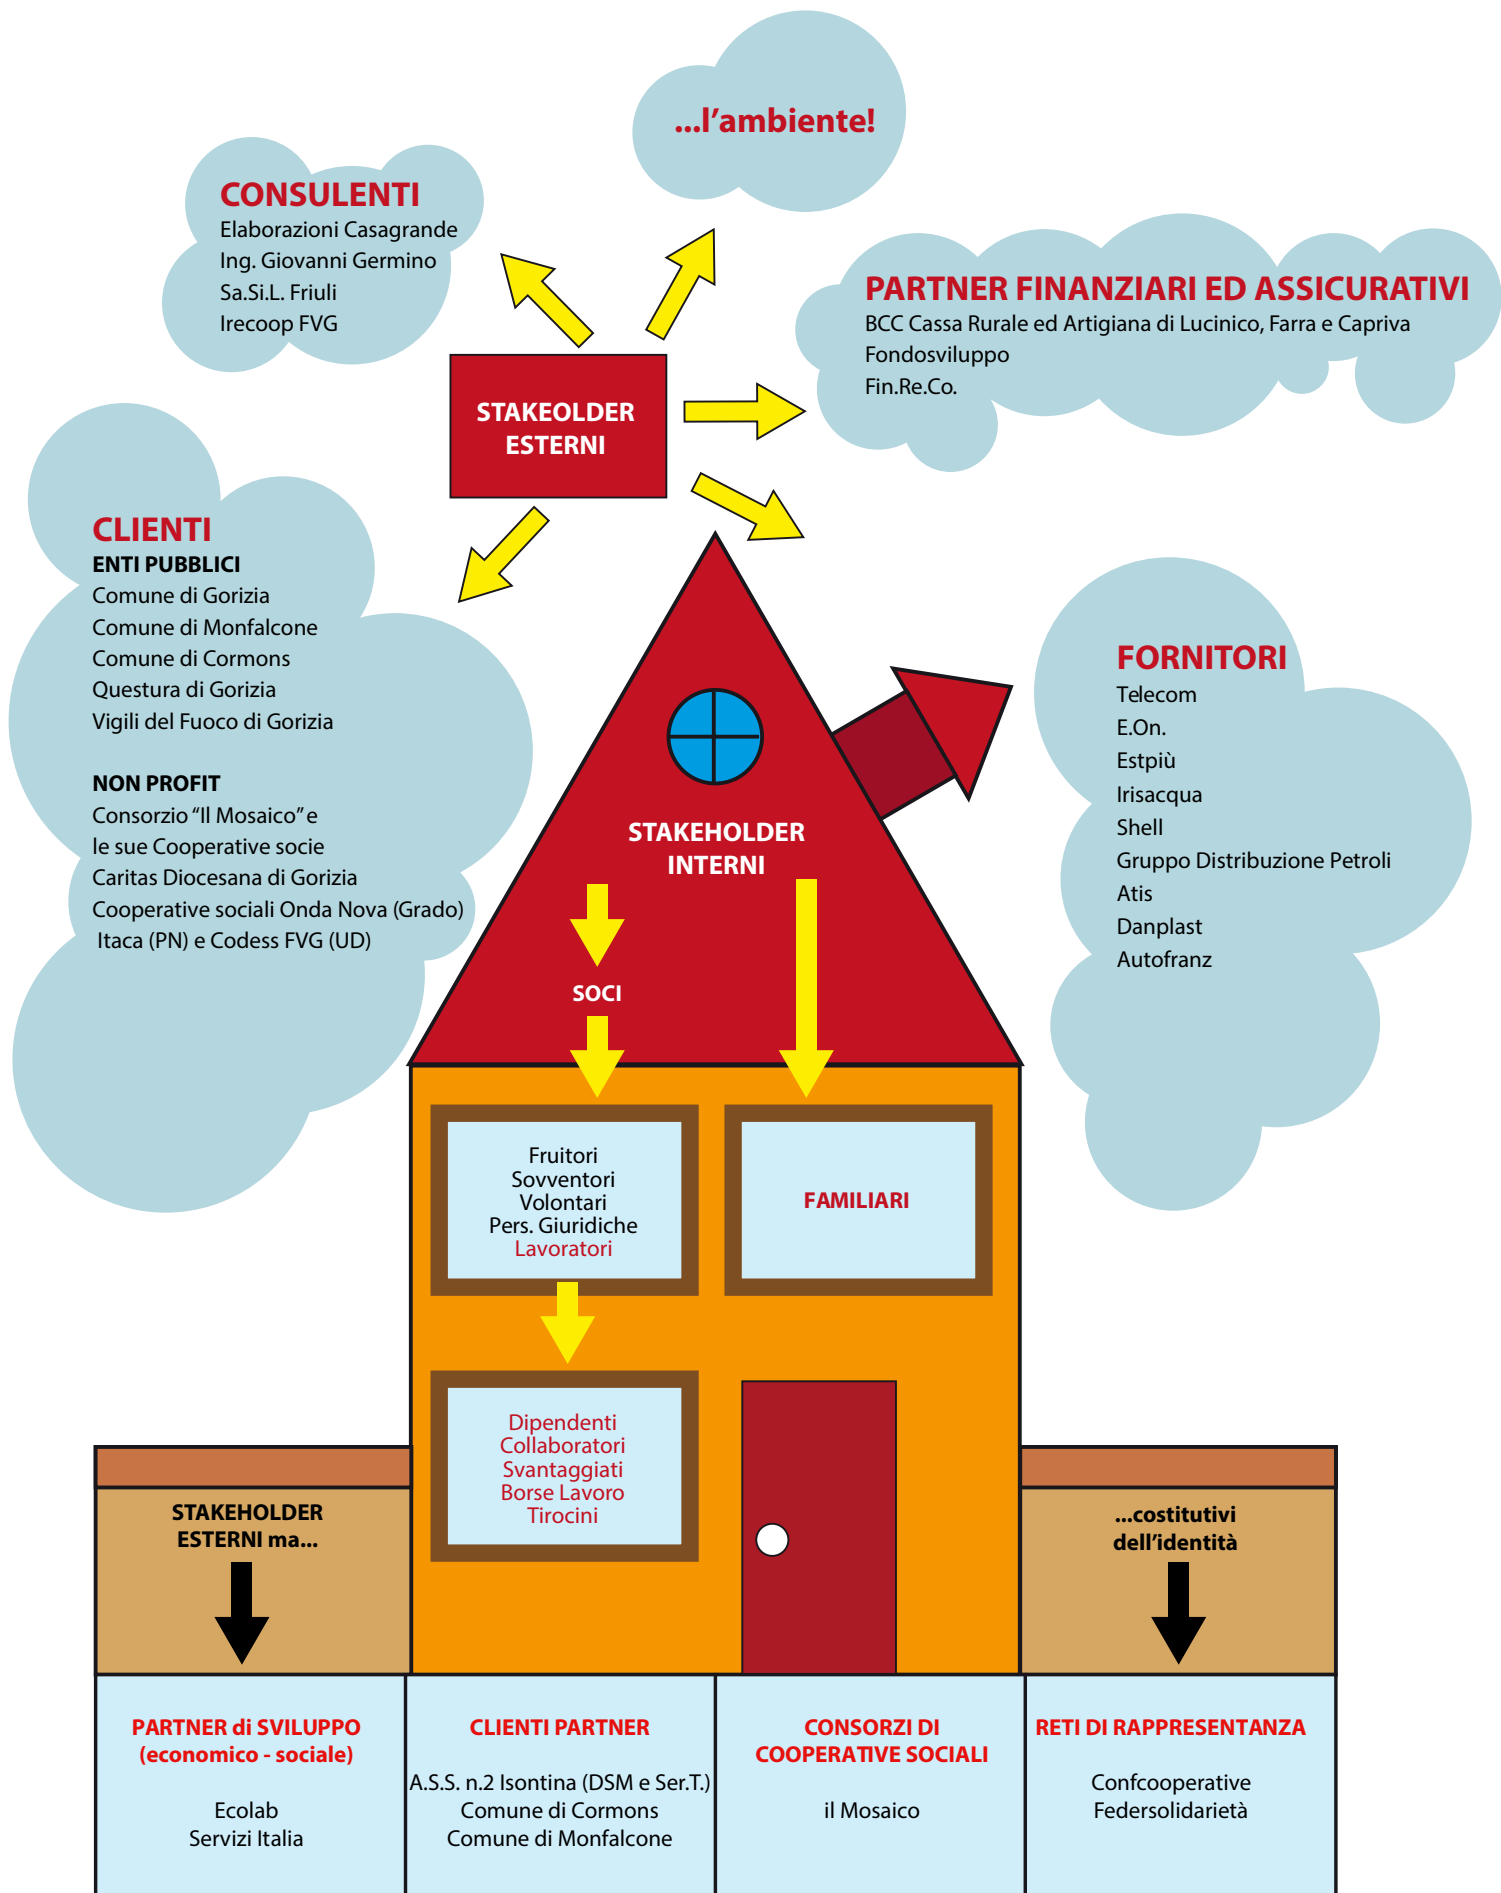 ...l'ambiente!
CONSULENTI
Elaborazioni Casagrande
Ing. Giovanni Germino
Sa.Si.L. Friuli
Irecoop FVG
PARTNER FINANZIARI ED ASSICURATIVI
BCC Cassa Rurale ed Artigiana di Lucinico, Farra e Capriva
Fondosviluppo
Fin.Re.Co.
STAKEOLDER
ESTERNI
CLIENTI
ENTI PUBBLICI
Comune di Gorizia
Comune di Monfalcone
Comune di Cormons
Questura di Gorizia
Vigili del Fuoco di Gorizia
NON PROFIT
Consorzio “Il Mosaico” e
le sue Cooperative socie
Caritas Diocesana di Gorizia
Cooperative sociali Onda Nova (Grado)
Itaca (PN) e Codess FVG (UD)
FORNITORI
Telecom
E.On.
Estpiù
Irisacqua
Shell
Gruppo Distribuzione Petroli
Atis
Danplast
Autofranz
STAKEHOLDER
INTERNI
SOCI
Fruitori
Sovventori
Volontari
Pers. Giuridiche
Lavoratori
FAMILIARI
Dipendenti
Collaboratori
Svantaggiati
Borse Lavoro
Tirocini
STAKEHOLDER
ESTERNI ma...
...costitutivi
dell'identità
PARTNER di SVILUPPO
(economico - sociale)
Ecolab
Servizi Italia
CLIENTI PARTNER
A.S.S. n.2 Isontina (DSM e Ser.T.)
Comune di Cormons
Comune di Monfalcone
CONSORZI DI
COOPERATIVE SOCIALI
il Mosaico
RETI DI RAPPRESENTANZA
Confcooperative
Federsolidarietà